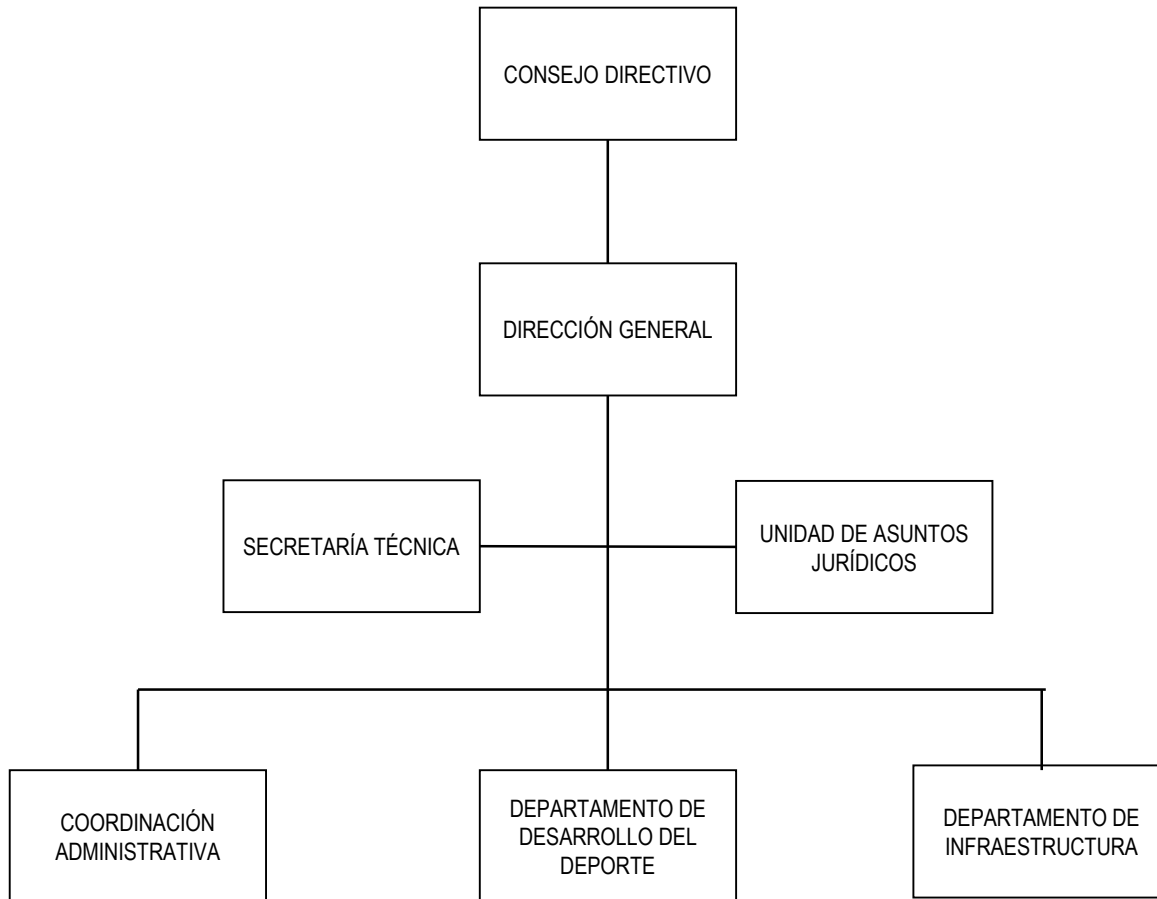 CONSEJO DIRECTIVO
DIRECCIÓN GENERAL
SECRETARÍA TÉCNICA
UNIDAD DE ASUNTOS
JURÍDICOS
COORDINACIÓN
ADMINISTRATIVA
DEPARTAMENTO DE
DESARROLLO DEL
DEPORTE
DEPARTAMENTO DE
INFRAESTRUCTURA